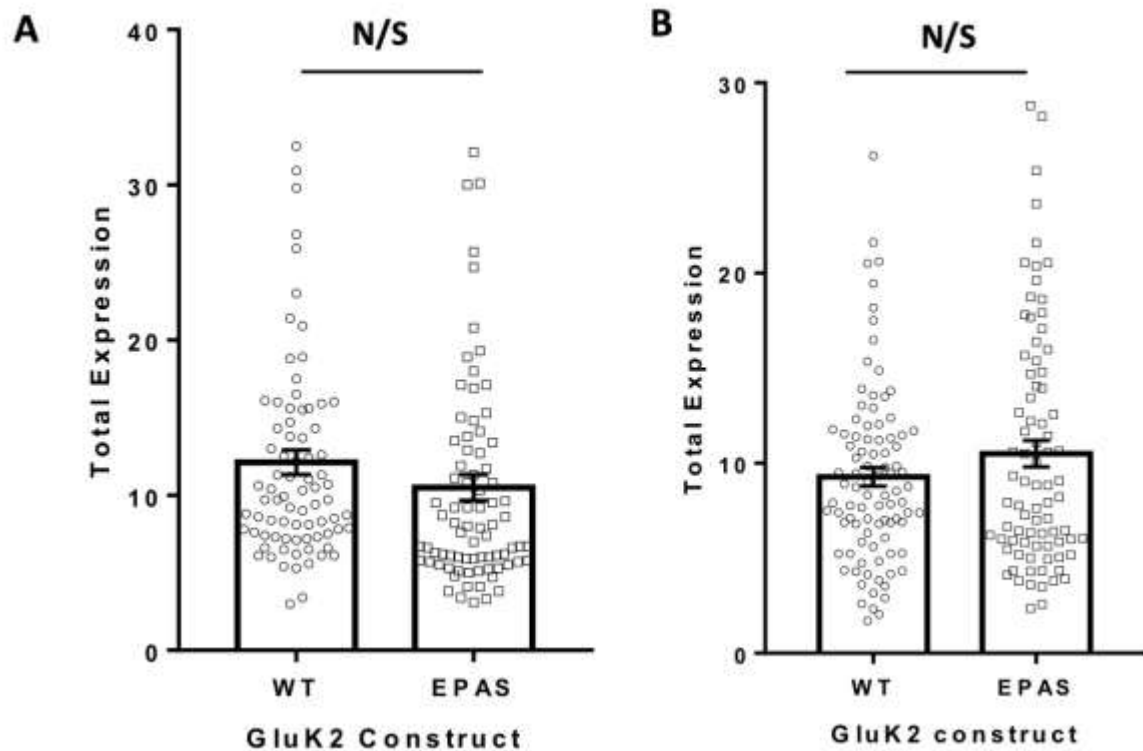 A
N/S
40
30
20
10
0
Total Expression
WT EPAS
GluK2 Construct
B
N/S
30
20
10
0
Total Expression
WT EPAS
GluK2 construct